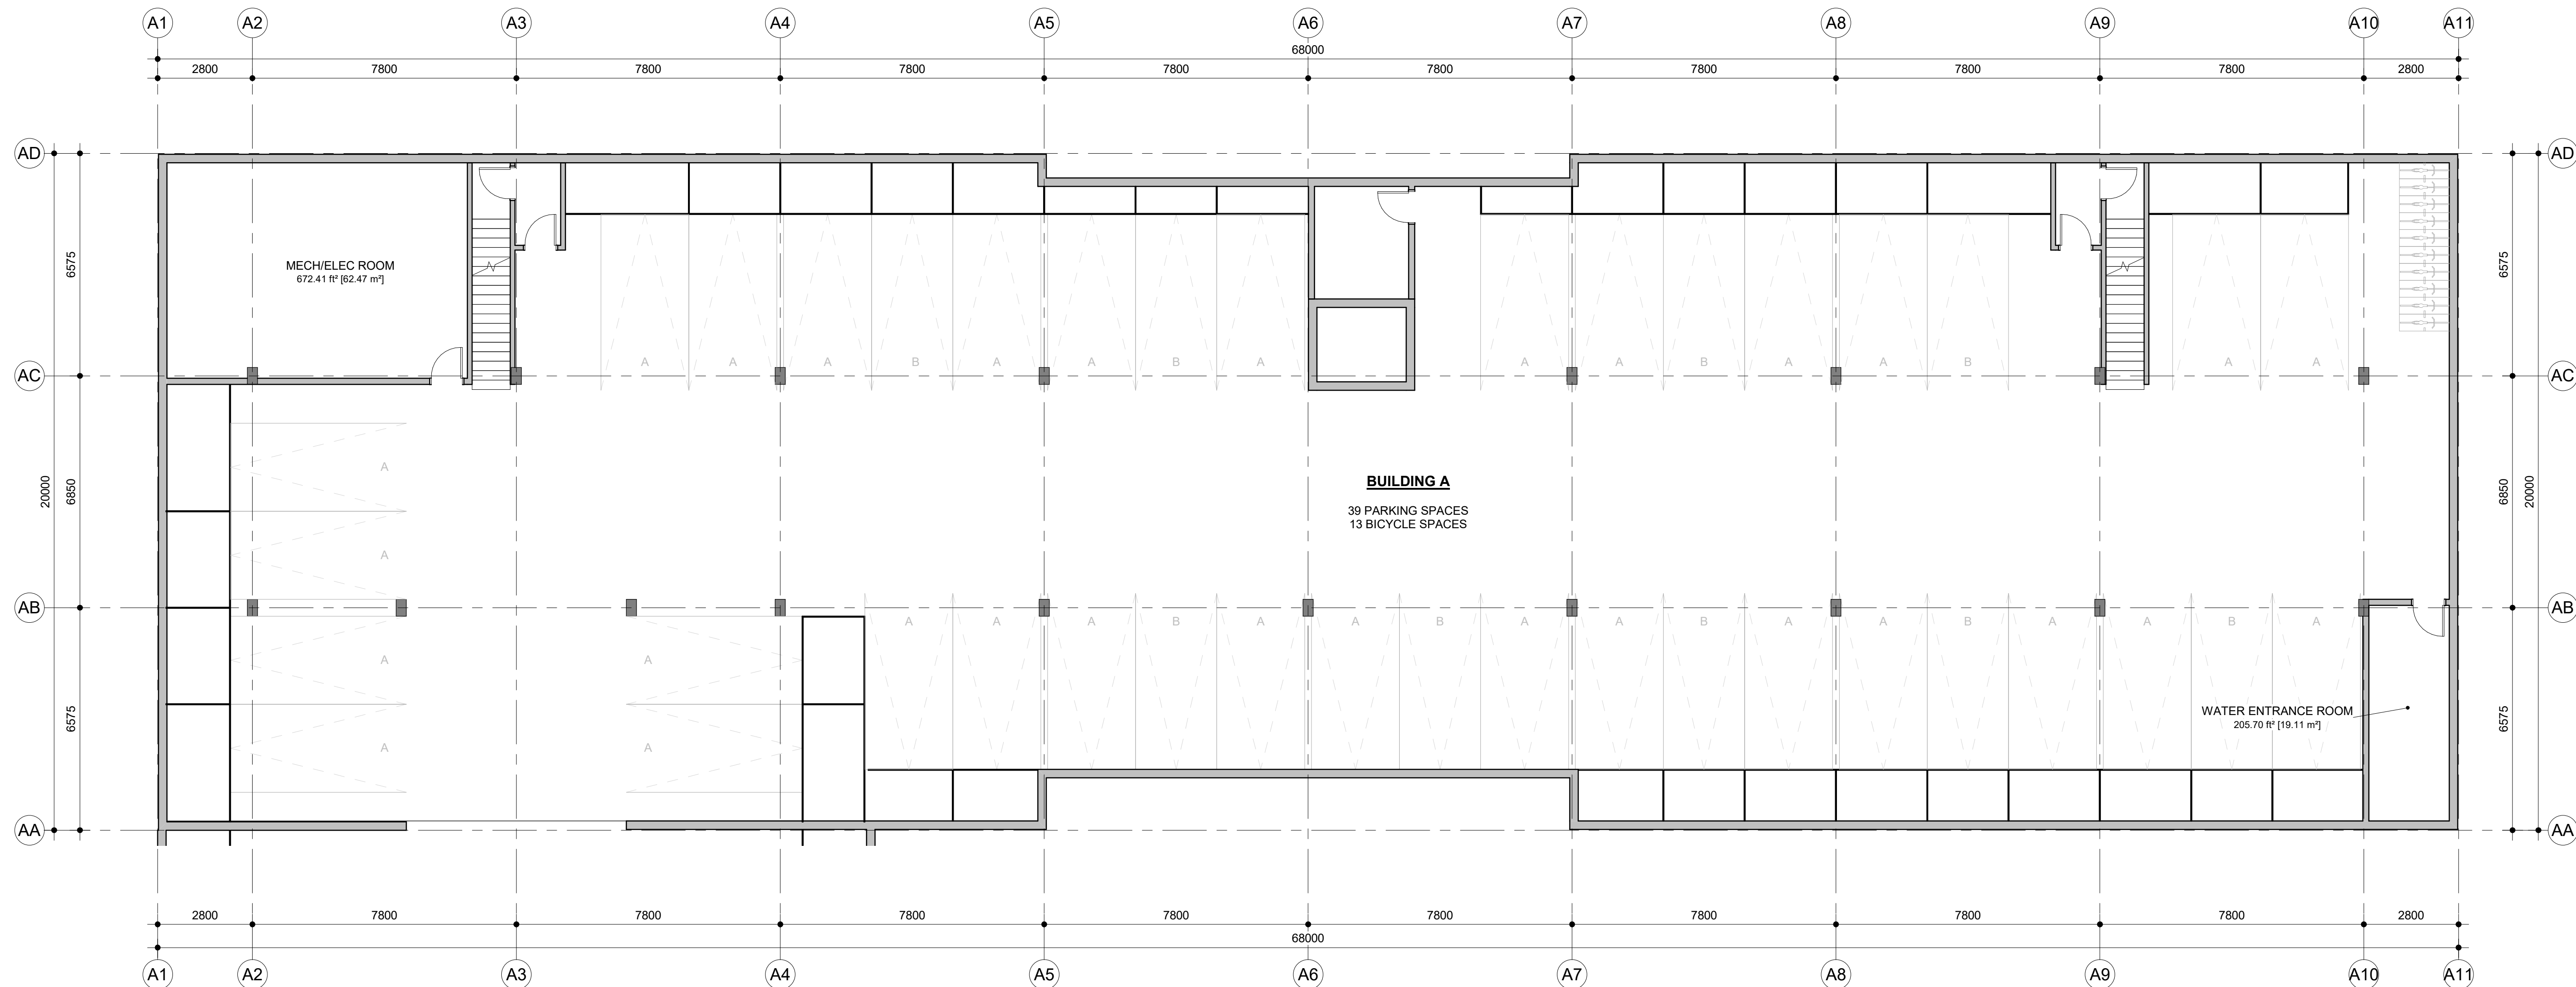 A1 A2 A3 A4 A5 A6 A7 A8 A9 A10 A11
68000
2800 7800 7800 7800 7800 7800 7800 7800 7800 2800
AD AD
MECH/ELEC ROOM
672.41 ft² [62.47 m²]
6575 6575
A A A B A A B A A A B A A B A A
AC AC
A
BUILDING A
20000 6850 6850 20000
39 PARKING SPACES
13 BICYCLE SPACES
A
AB AB
A A A B A A B A A B A A B A A B A
A A
WATER ENTRANCE ROOM
205.70 ft² [19.11 m²]
6575 6575
A A
AA AA
2800 7800 7800 7800 7800 7800 7800 7800 7800 2800
68000
A1 A2 A3 A4 A5 A6 A7 A8 A9 A10 A11